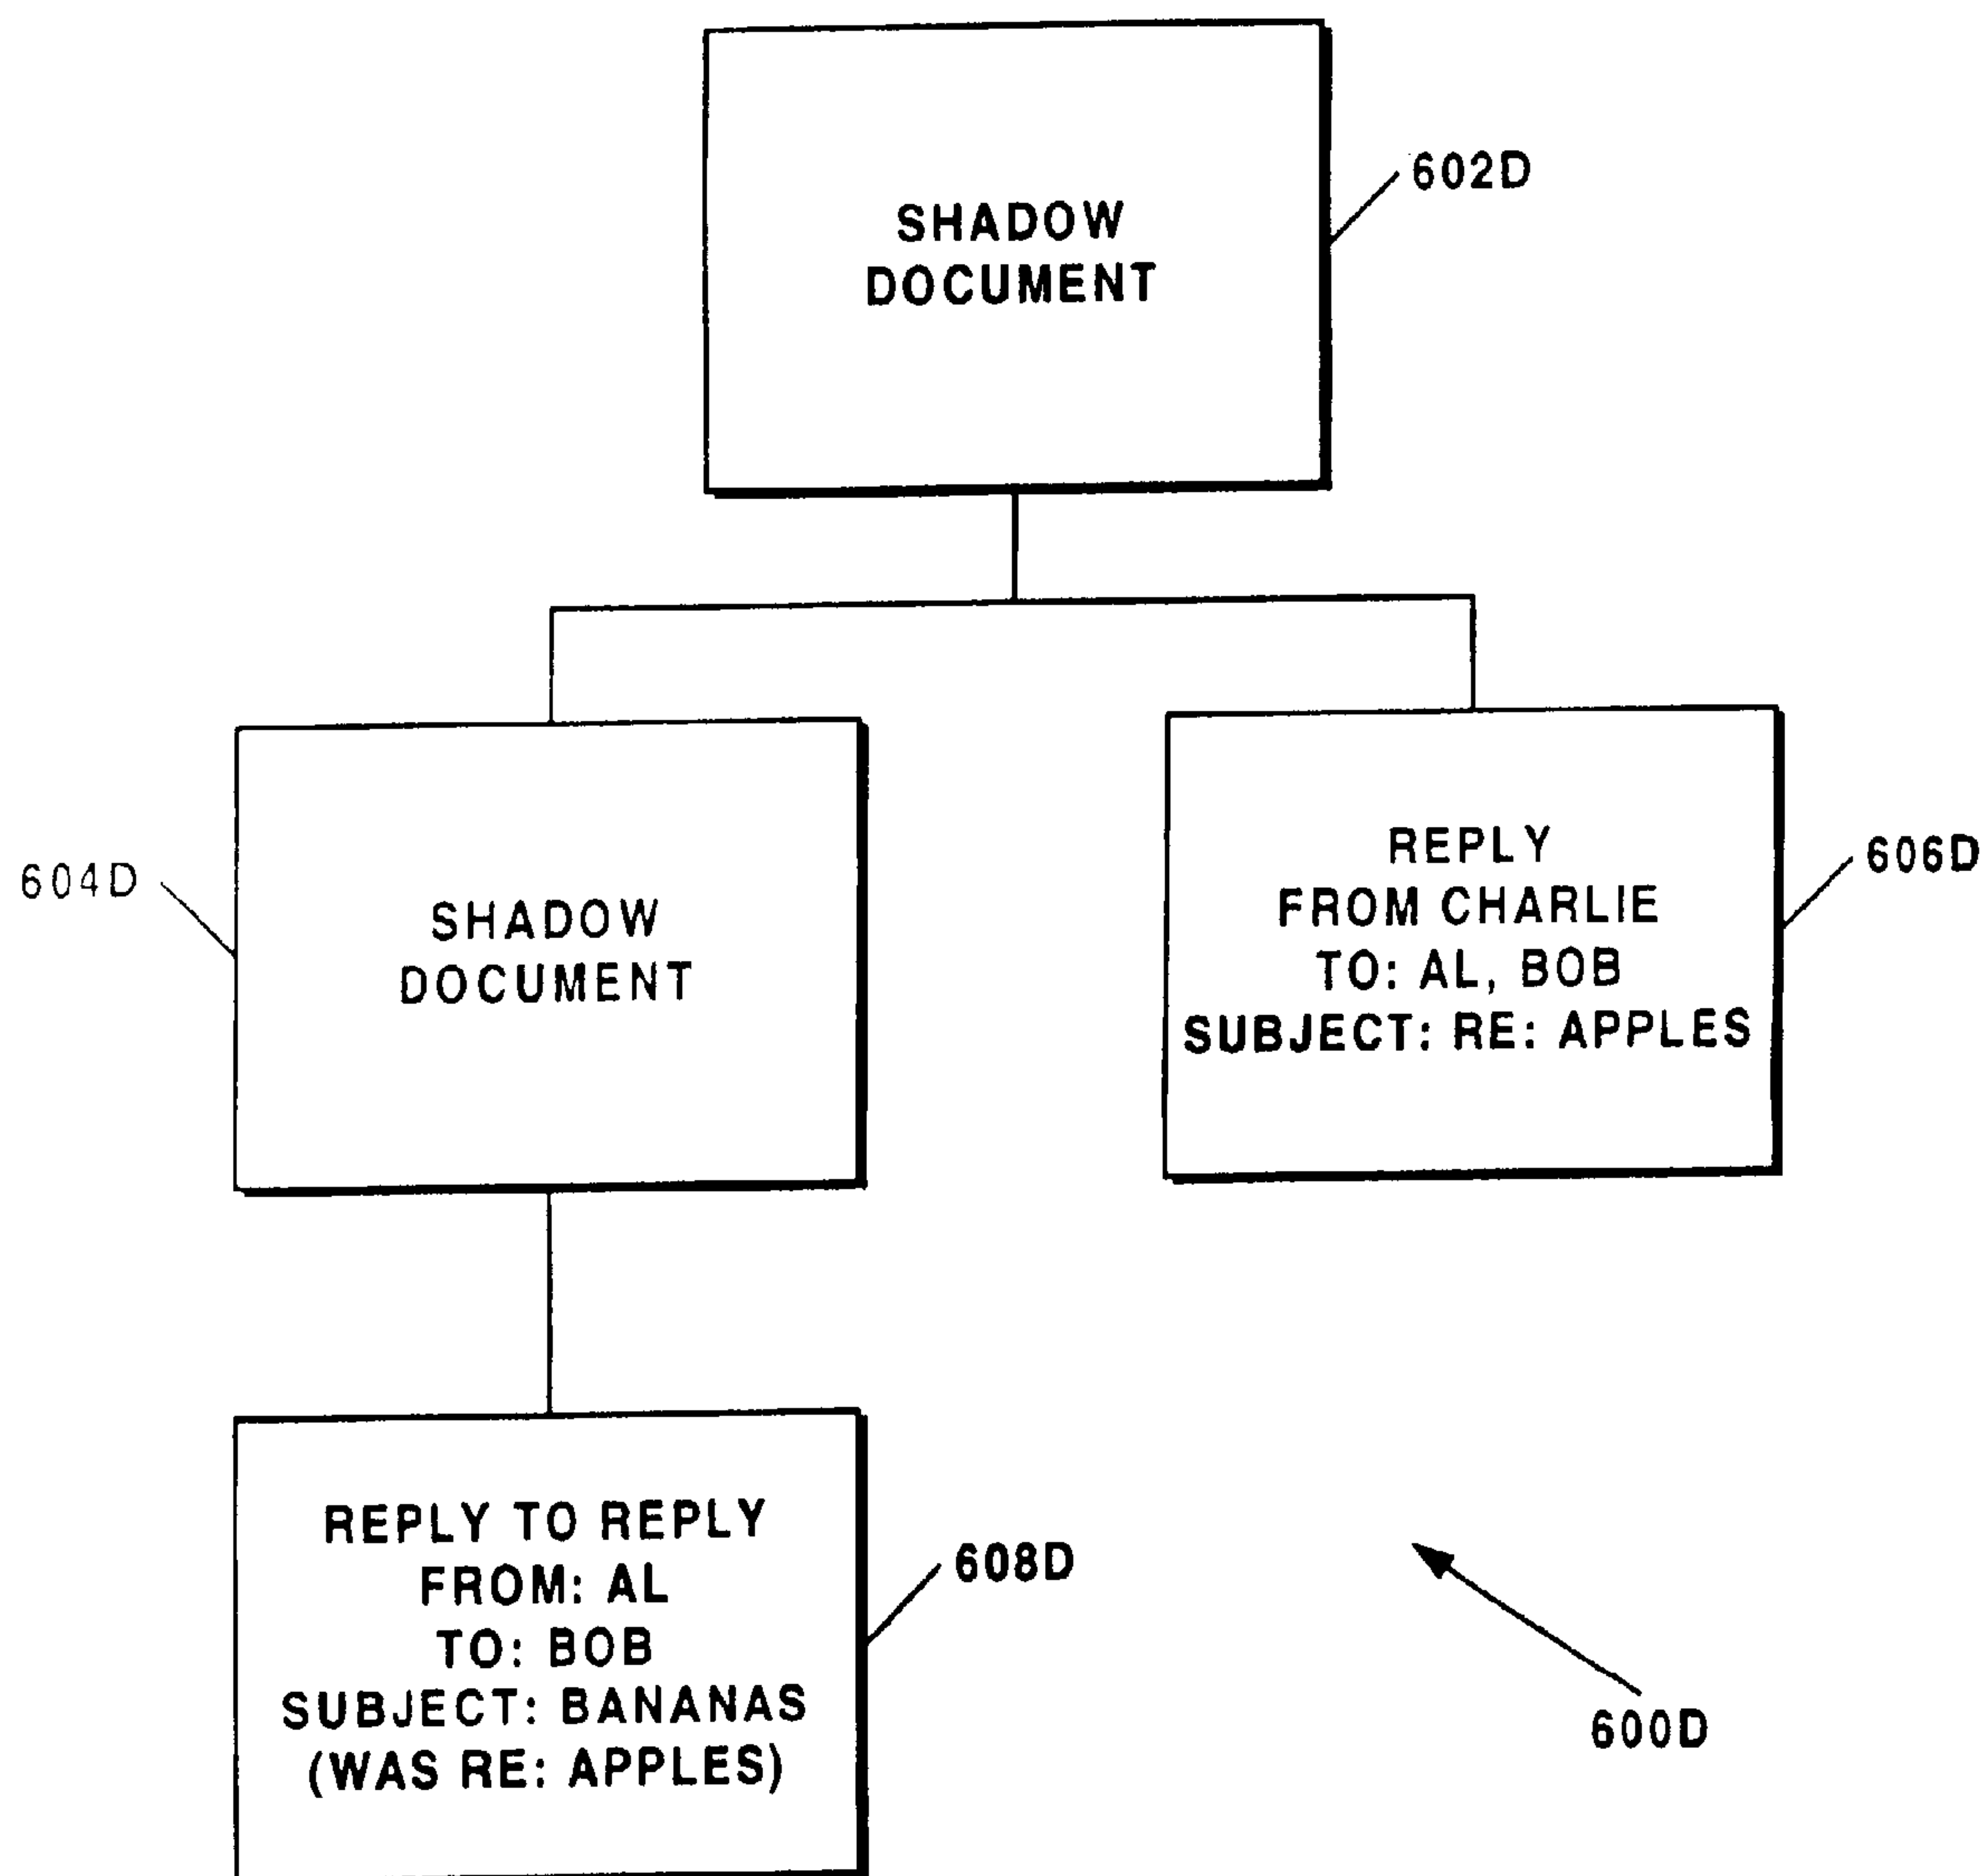 SHADOW
DOCUMENT
602D
604D
SHADOW
DOCUMENT
REPLY
FROM CHARLIE
TO: AL, BOB
SUBJECT: RE: APPLES
606D
REPLY TO REPLY
FROM: AL
TO: BOB
SUBJECT: BANANAS
(WAS RE: APPLES)
608D
600D